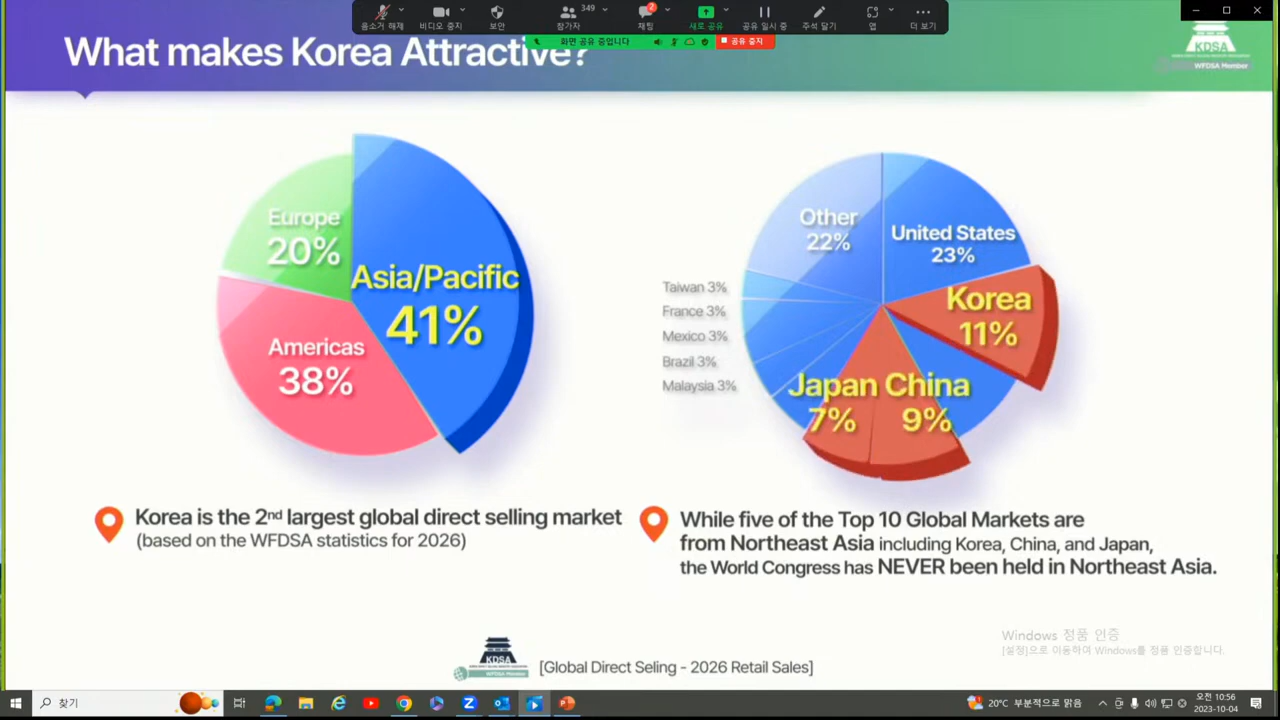 음소거 해제
비디오 중지
보안
349
참가자
2
채팅
새로 공유
공유 일시 중
주석 달기
앱
더 보기
화면 공유 중입니다
공유 중지
What makes Korea Attractive?
KDSA
WFDSA Member
Europe
20%
Asia/Pacific
41%
Americas
38%
Other
22%
United States
23%
Korea
11%
Taiwan 3%
France 3%
Mexico 3%
Brazil 3%
Malaysia 3%
Japan
7%
China
9%
Korea is the 2nd largest global direct selling market
(based on the WFDSA statistics for 2026)
While five of the Top 10 Global Markets are
from Northeast Asia including Korea, China, and Japan,
the World Congress has NEVER been held in Northeast Asia.
Windows 정품 인증
[설정]으로 이동하여 Windows를 정품 인증합니다.
KDSA
WFDSA Member
[Global Direct Seling - 2026 Retail Sales]
찾기
20°C 부분적으로 맑음
오전 10:56
2023-10-04